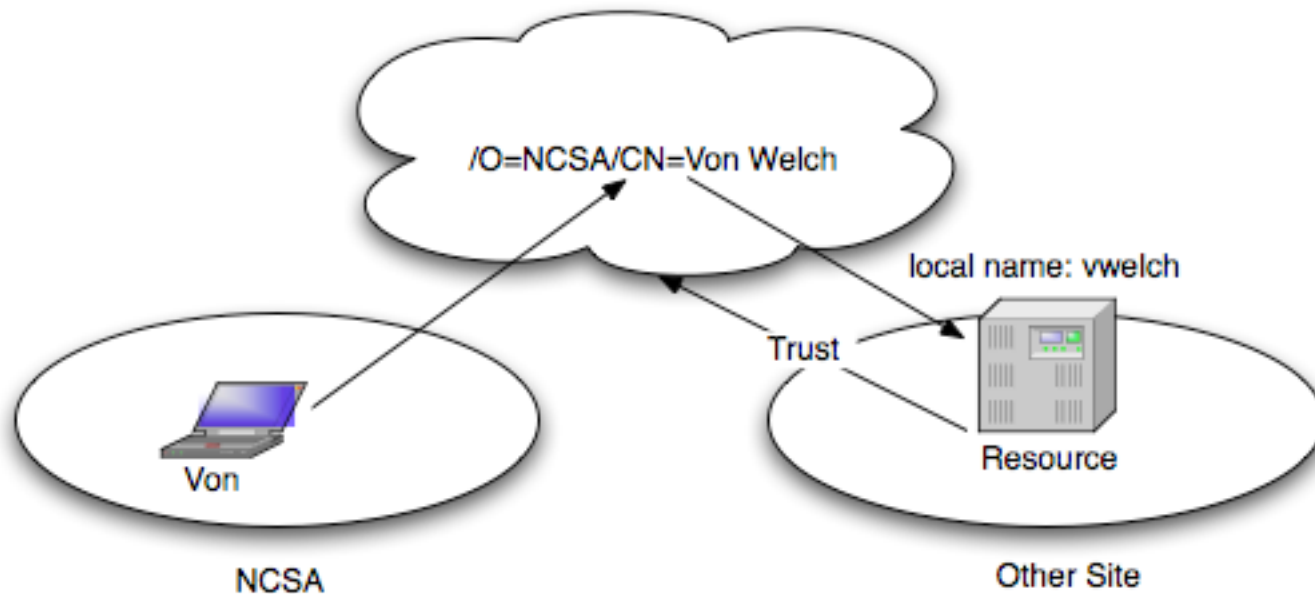 /O=NCSA/CN=Von Welch
local name: vwelch
Trust
Von
Resource
NCSA
Other Site